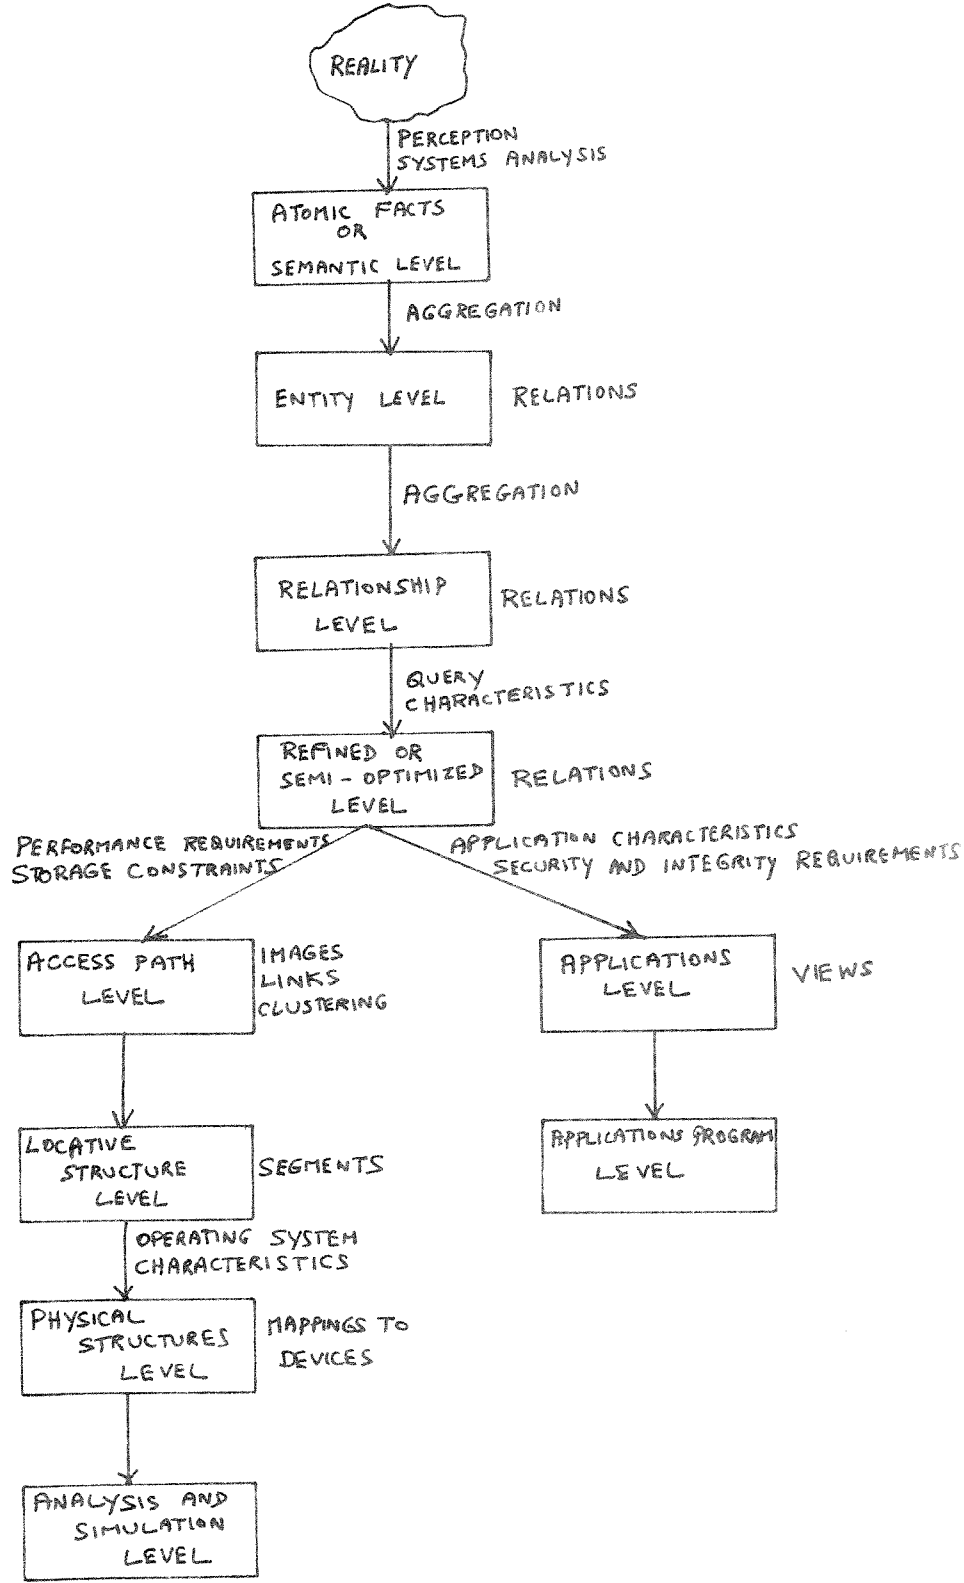 REALITY
PERCEPTION
SYSTEMS ANALYSIS
ATOMIC FACTS
OR
SEMANTIC LEVEL
AGGREGATION
ENTITY LEVEL
RELATIONS
AGGREGATION
RELATIONSHIP
LEVEL
RELATIONS
QUERY
CHARACTERISTICS
REFINED OR
SEMI-OPTIMIZED
LEVEL
RELATIONS
PERFORMANCE REQUIREMENTS
STORAGE CONSTRAINTS
APPLICATION CHARACTERISTICS
SECURITY AND INTEGRITY REQUIREMENTS
ACCESS PATH
LEVEL
IMAGES
LINKS
CLUSTERING
APPLICATIONS
LEVEL
VIEWS
LOCATIVE
STRUCTURE
LEVEL
SEGMENTS
APPLICATIONS PROGRAM
LEVEL
OPERATING SYSTEM
CHARACTERISTICS
PHYSICAL
STRUCTURES
LEVEL
MAPPINGS TO
DEVICES
ANALYSIS AND
SIMULATION
LEVEL